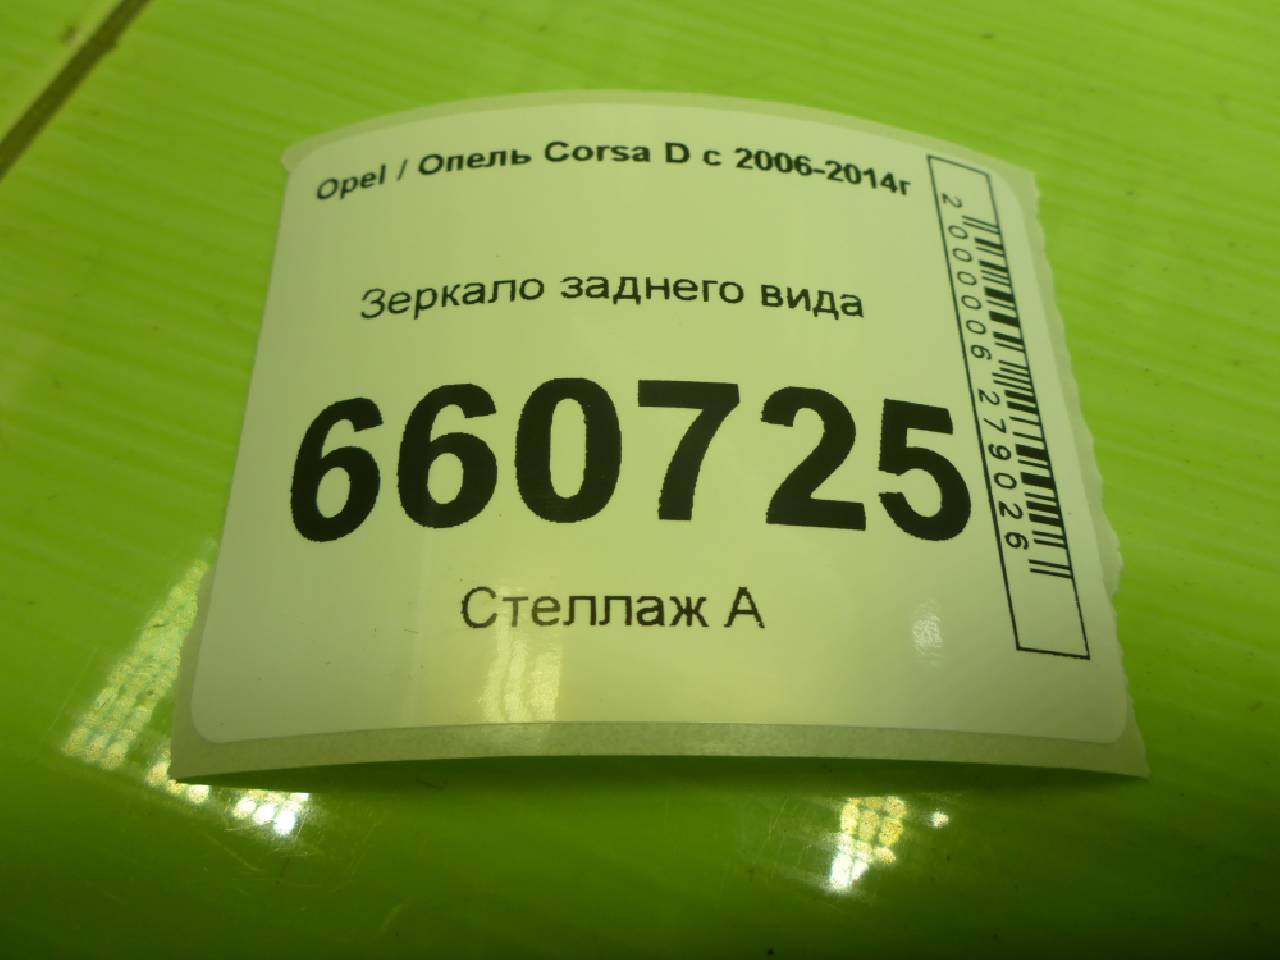 Opel / Опель Corsa D с 2006-2014г
Зеркало заднего вида
660725
Стеллаж А
2000006279026